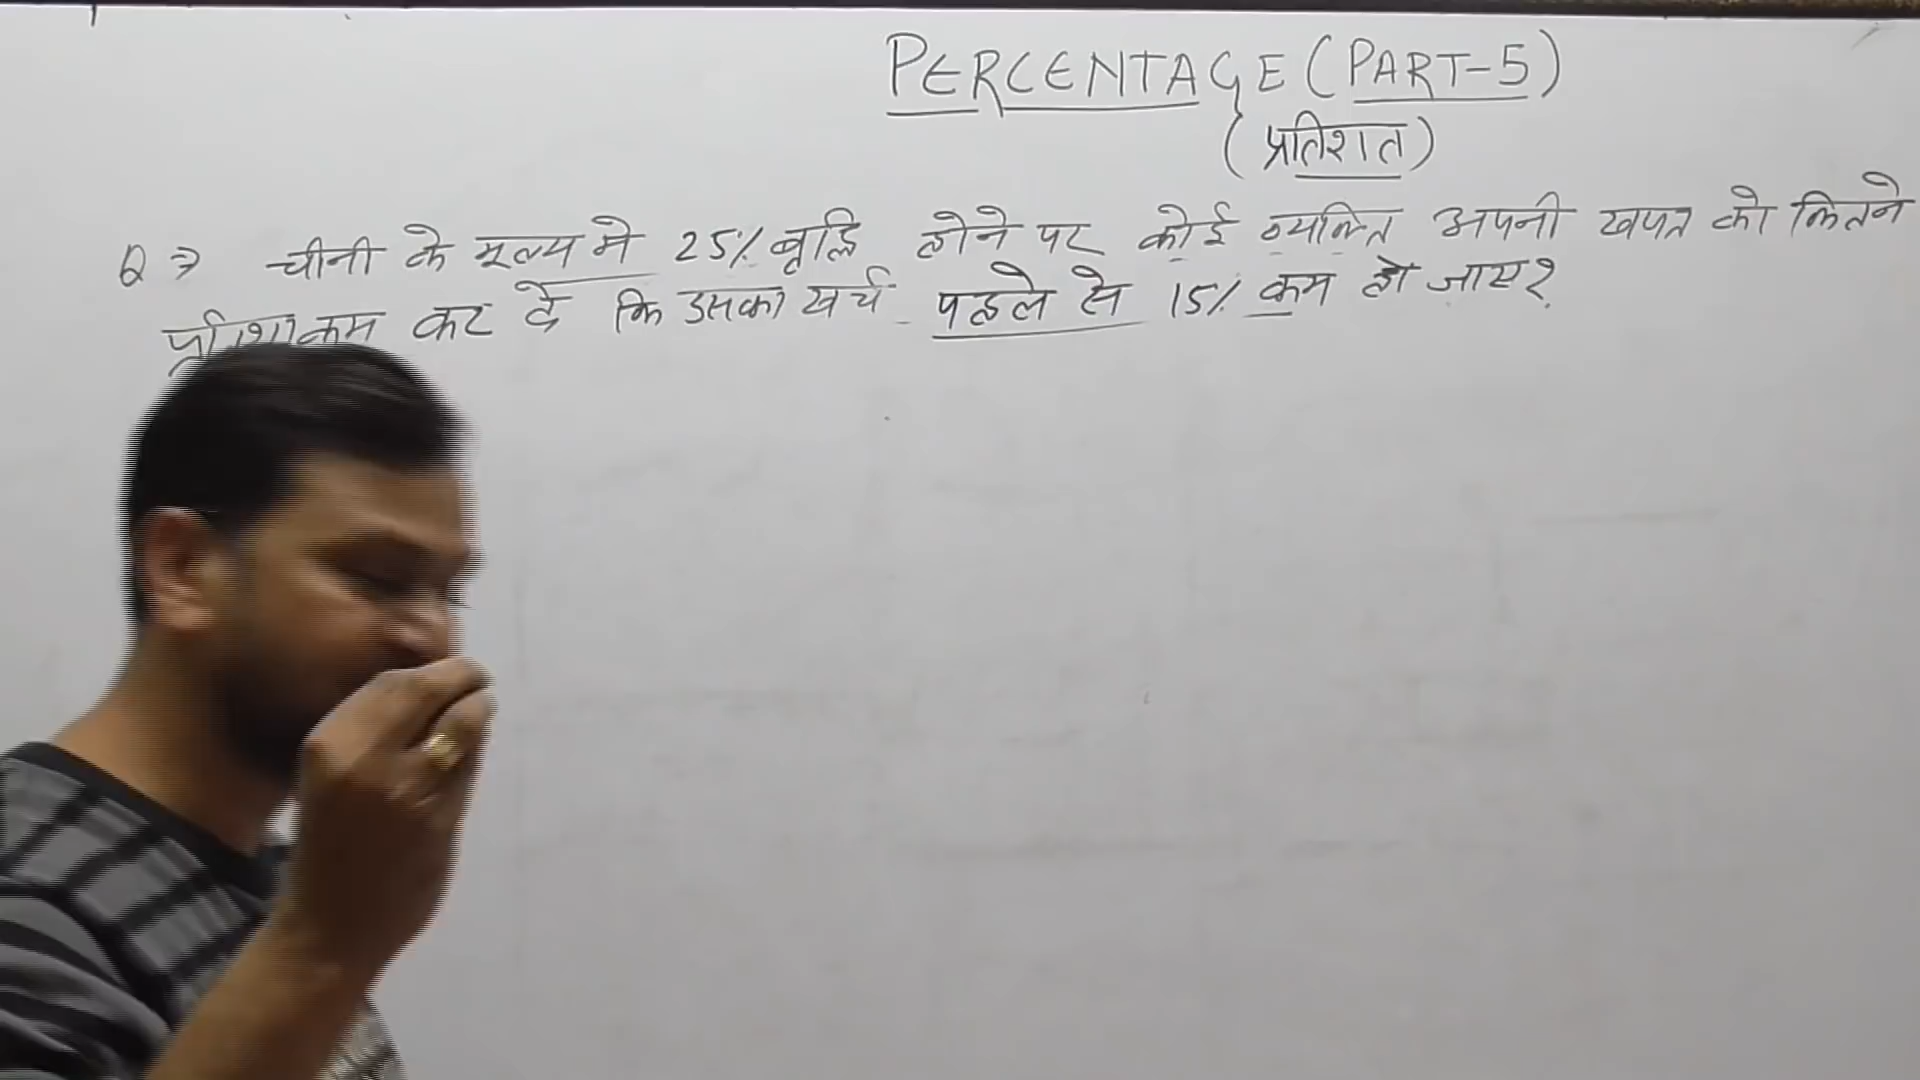 PERCENTAGE (PART-5)
(प्रतिशत)
Q⇒ चीनी के मूल्य मे 25% वृद्धि होने पर कोई व्यक्ति अपनी खपत को कितने
कम कर दें कि उसका खर्च पहले से 15% कम हो जाए?